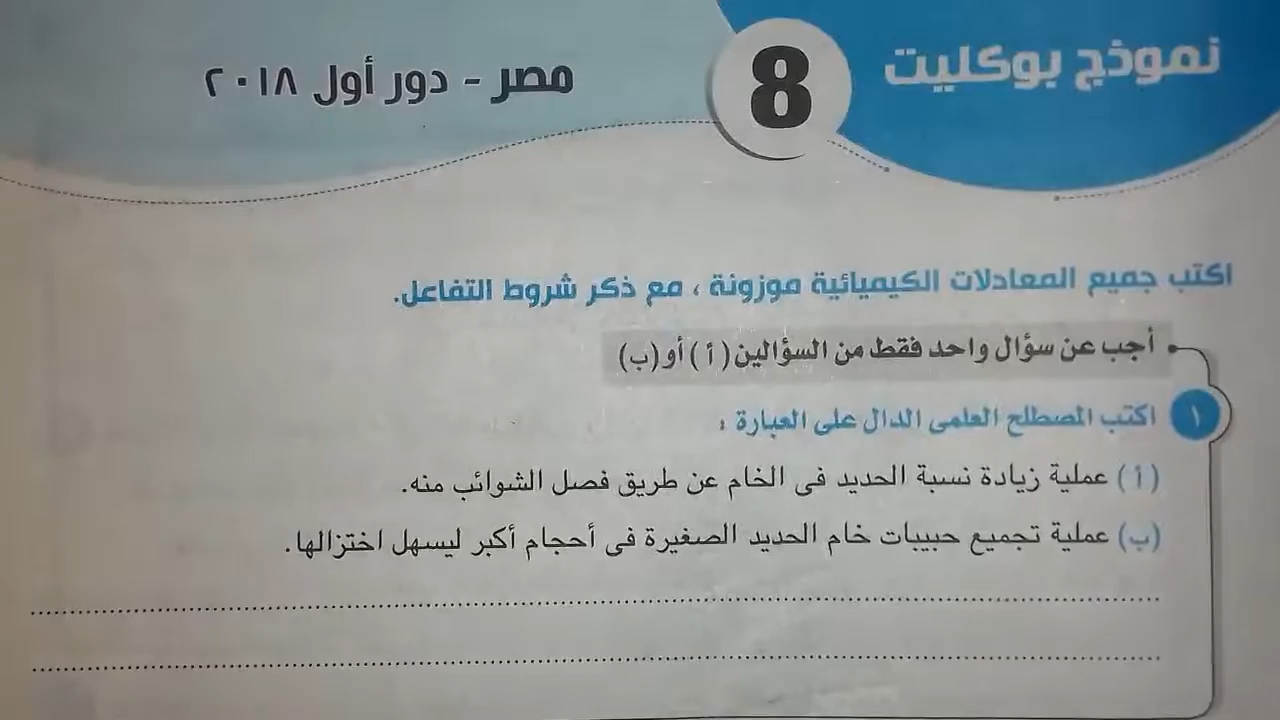 نموذج بوكليت
8
مصر - دور أول ٢٠١٨
اكتب جميع المعادلات الكيميائية موزونة ، مع ذكر شروط التفاعل.
أجب عن سؤال واحد فقط من السؤالين (أ) أو (ب)
١ اكتب المصطلح العلمى الدال على العبارة :
(أ) عملية زيادة نسبة الحديد فى الخام عن طريق فصل الشوائب منه.
(ب) عملية تجميع حبيبات خام الحديد الصغيرة فى أحجام أكبر ليسهل اختزالها.